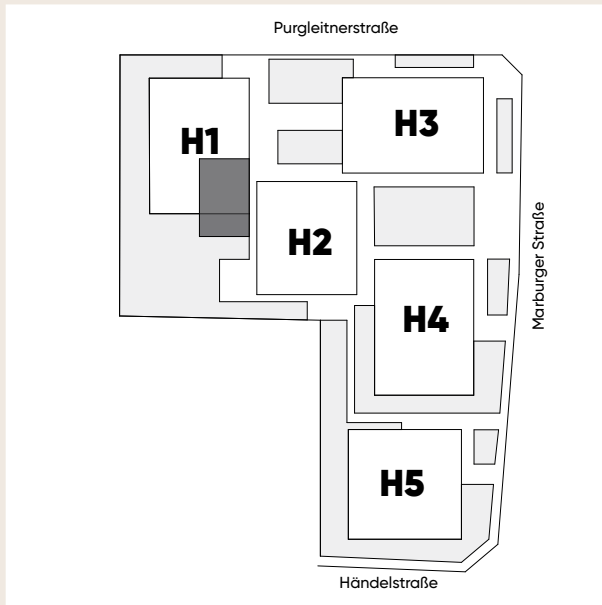 Purgleitnerstraße
H3
H1
H2
Marburger Straße
H4
H5
Händelstraße